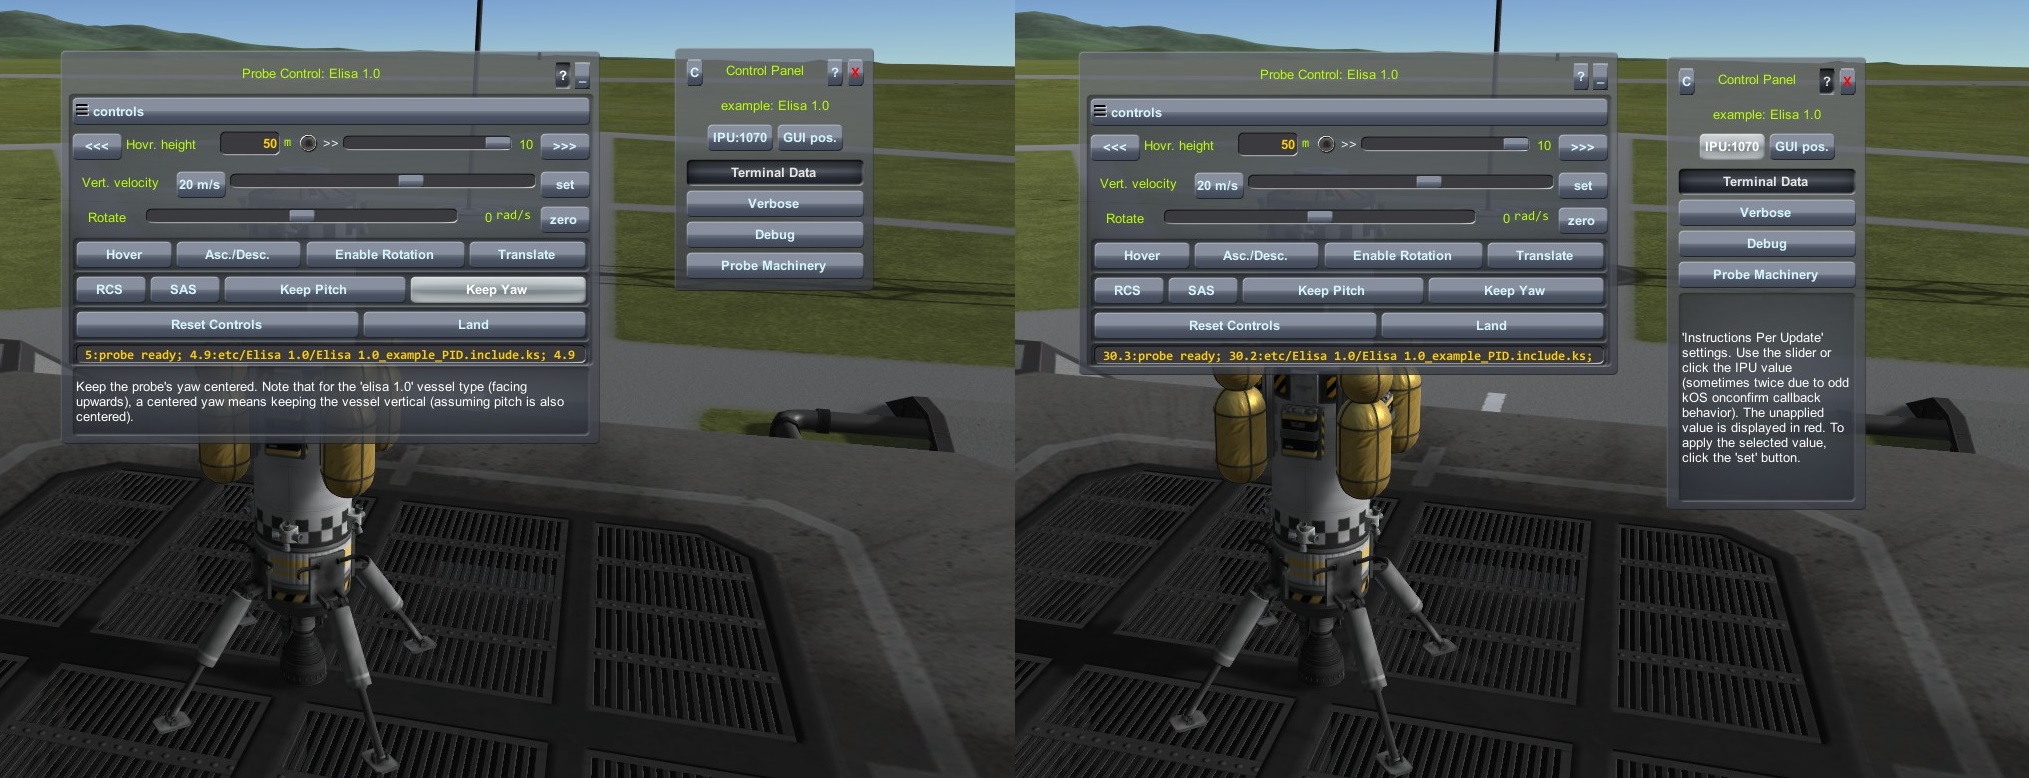 Probe Control: Elisa 1.0 ? _
controls
<<< Hovr. height 50 m >> 10 >>>
Vert. velocity 20 m/s set
Rotate 0 rad/s zero
Hover Asc./Desc. Enable Rotation Translate
RCS SAS Keep Pitch Keep Yaw
Reset Controls Land
5:probe ready; 4.9:etc/Elisa 1.0/Elisa 1.0_example_PID.include.ks; 4.9
Keep the probe's yaw centered. Note that for the 'elisa 1.0' vessel type (facing
upwards), a centered yaw means keeping the vessel vertical (assuming pitch is also
centered).
C Control Panel ? X
example: Elisa 1.0
IPU:1070 GUI pos.
Terminal Data
Verbose
Debug
Probe Machinery
Probe Control: Elisa 1.0 ? _
controls
<<< Hovr. height 50 m >> 10 >>>
Vert. velocity 20 m/s set
Rotate 0 rad/s zero
Hover Asc./Desc. Enable Rotation Translate
RCS SAS Keep Pitch Keep Yaw
Reset Controls Land
30.3:probe ready; 30.2:etc/Elisa 1.0/Elisa 1.0_example_PID.include.ks;
C Control Panel ? X
example: Elisa 1.0
IPU:1070 GUI pos.
Terminal Data
Verbose
Debug
Probe Machinery
'Instructions Per Update'
settings. Use the slider or
click the IPU value
(sometimes twice due to odd
kOS onconfirm callback
behavior). The unapplied
value is displayed in red. To
apply the selected value,
click the 'set' button.